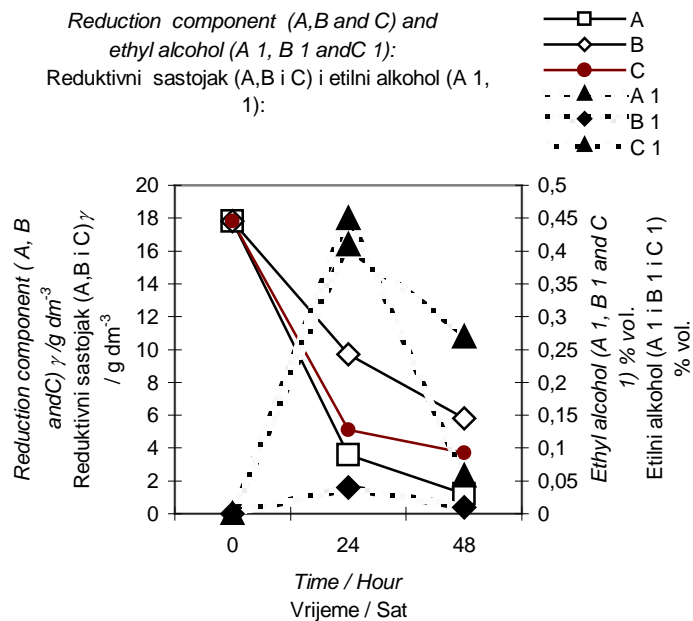 Reduction component (A,B and C) and
ethyl alcohol (A 1, B 1 andC 1):
Reduktivni sastojak (A,B i C) i etilni alkohol (A 1,
1):
A
B
C
A 1
B 1
C 1
Reduction component ( A, B
andC) γ /g dm-3
Reduktivni sastojak (A,B i C)γ
/ g dm-3
20
18
16
14
12
10
8
6
4
2
0
0,5
0,45
0,4
0,35
0,3
0,25
0,2
0,15
0,1
0,05
0
Ethyl alcohol (A 1, B 1 and C
1) % vol.
Etilni alkohol (A 1 i B 1 i C 1)
% vol.
0 24 48
Time / Hour
Vrijeme / Sat